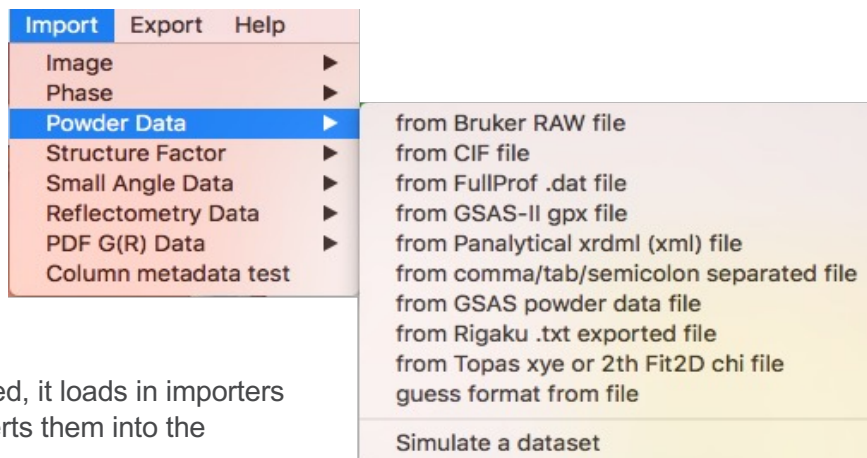 Import Export Help
Image
Phase
Powder Data
Structure Factor
Small Angle Data
Reflectometry Data
PDF G(R) Data
Column metadata test
from Bruker RAW file
from CIF file
from FullProf .dat file
from GSAS-II gpx file
from Panalytical xrdml (xml) file
from comma/tab/semicolon separated file
from GSAS powder data file
from Rigaku .txt exported file
from Topas xye or 2th Fit2D chi file
guess format from file
Simulate a dataset
ed, it loads in importers
erts them into the